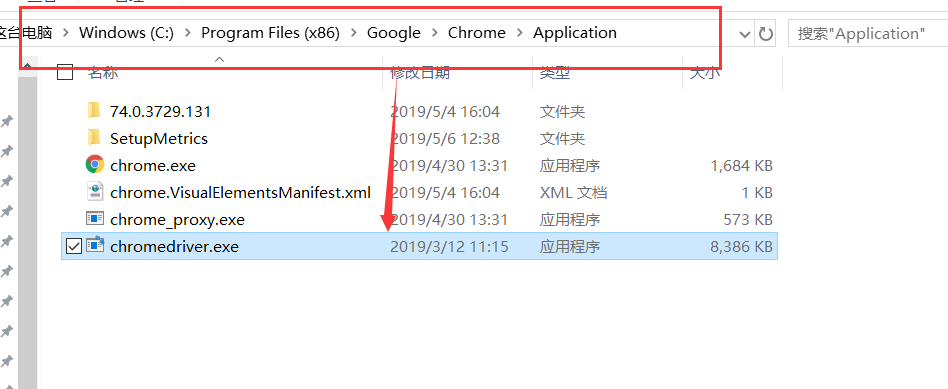 这台电脑 > Windows (C:) > Program Files (x86) > Google > Chrome > Application
搜索"Application"
名称 修改日期 类型 大小
74.0.3729.131 2019/5/4 16:04 文件夹
SetupMetrics 2019/5/6 12:38 文件夹
chrome.exe 2019/4/30 13:31 应用程序 1,684 KB
chrome.VisualElementsManifest.xml 2019/5/4 16:04 XML 文档 1 KB
chrome_proxy.exe 2019/4/30 13:31 应用程序 573 KB
chromedriver.exe 2019/3/12 11:15 应用程序 8,386 KB